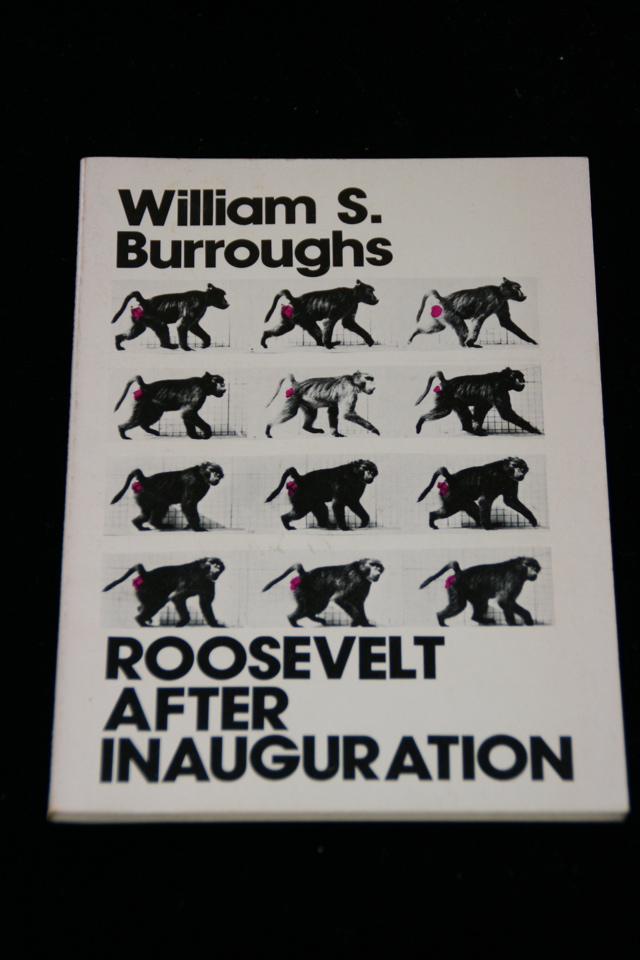 William S.
Burroughs
ROOSEVELT
AFTER
INAUGURATION